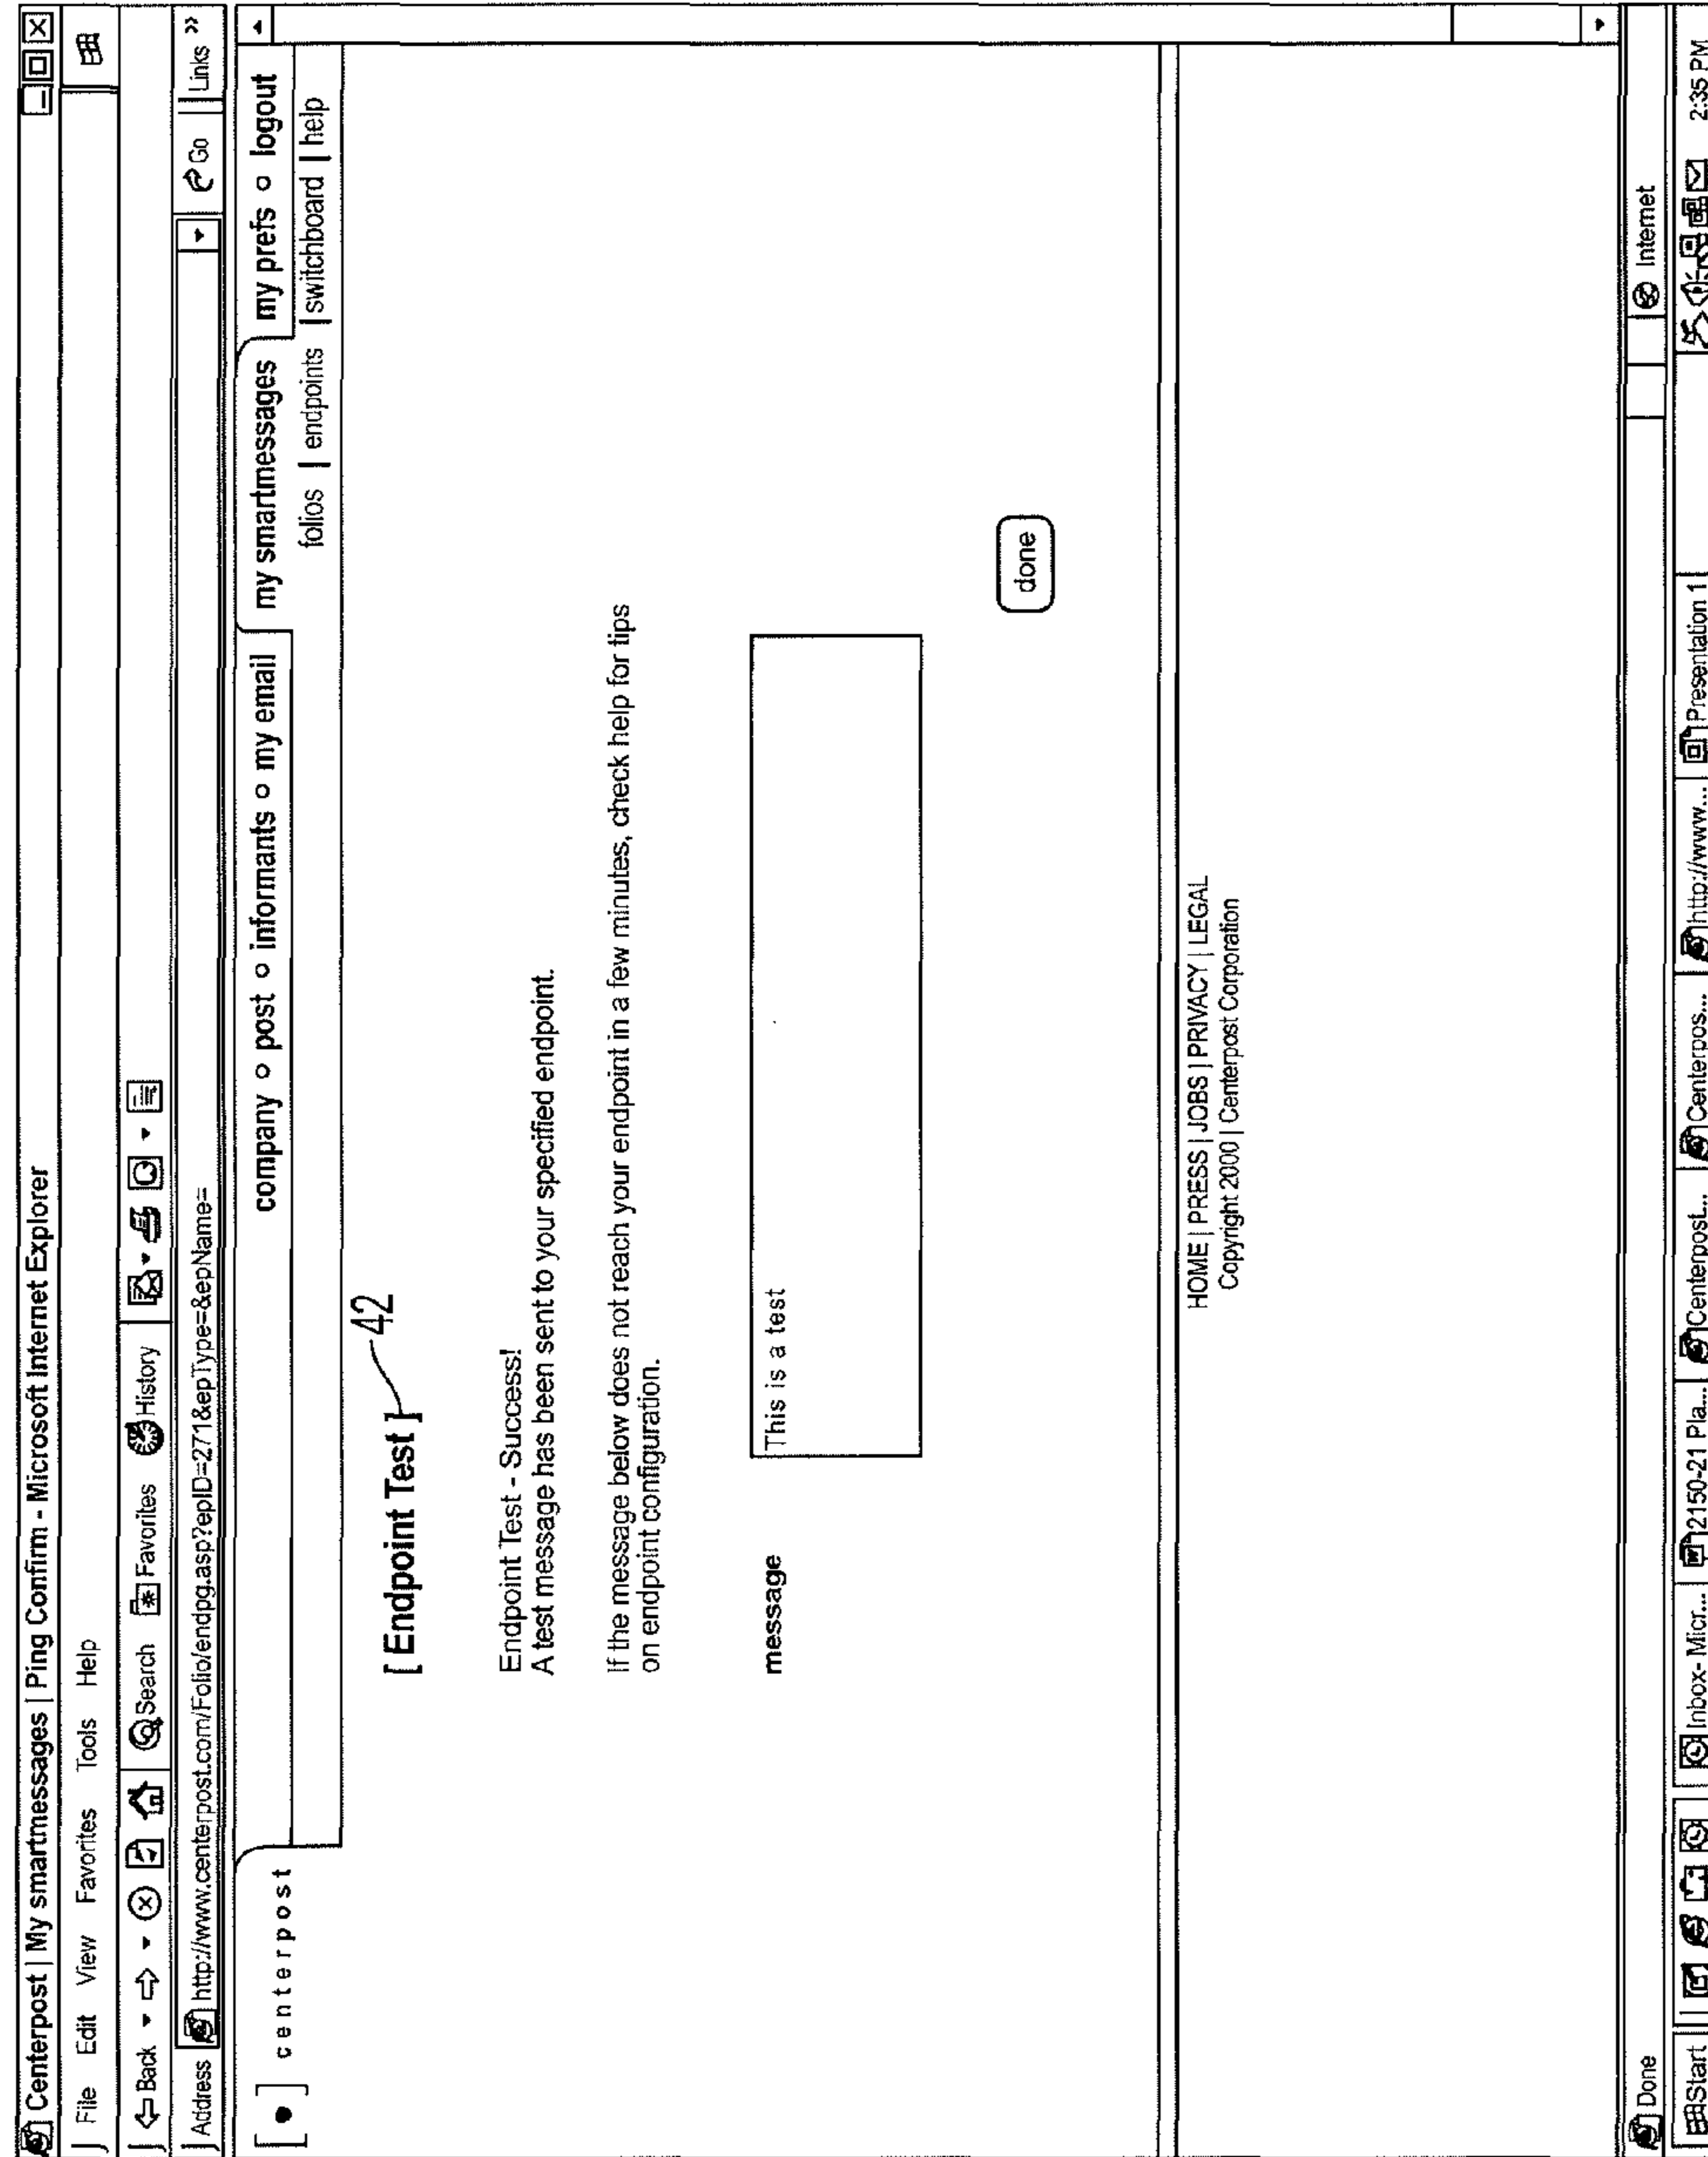 Centerpost | My smartmessages | Ping Confirm - Microsoft Internet Explorer
File Edit View Favorites Tools Help
Back Search Favorites History
Address http://www.centerpost.com/Folio/endpg.asp?epID=271&epType=&epName= Go Links »
[ • ] centerpost
company o post o informants o my email my smartmessages my prefs o logout
folios | endpoints | switchboard | help
[ Endpoint Test ] 42
Endpoint Test - Success!
A test message has been sent to your specified endpoint.
If the message below does not reach your endpoint in a few minutes, check help for tips
on endpoint configuration.
message This is a test
done
HOME | PRESS | JOBS | PRIVACY | LEGAL
Copyright 2000 | Centerpost Corporation
Done Internet
Start Inbox- Micr... 12150-21 Pla... Centerpost... Centerpos... http://www... Presentation 1 2:35 PM